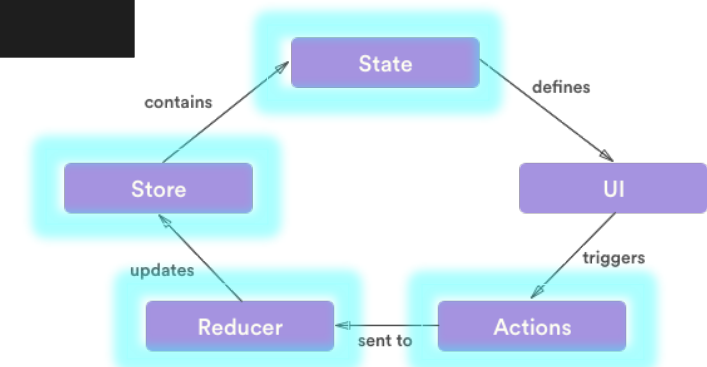 State
contains
defines
Store
UI
updates
triggers
Reducer
sent to
Actions